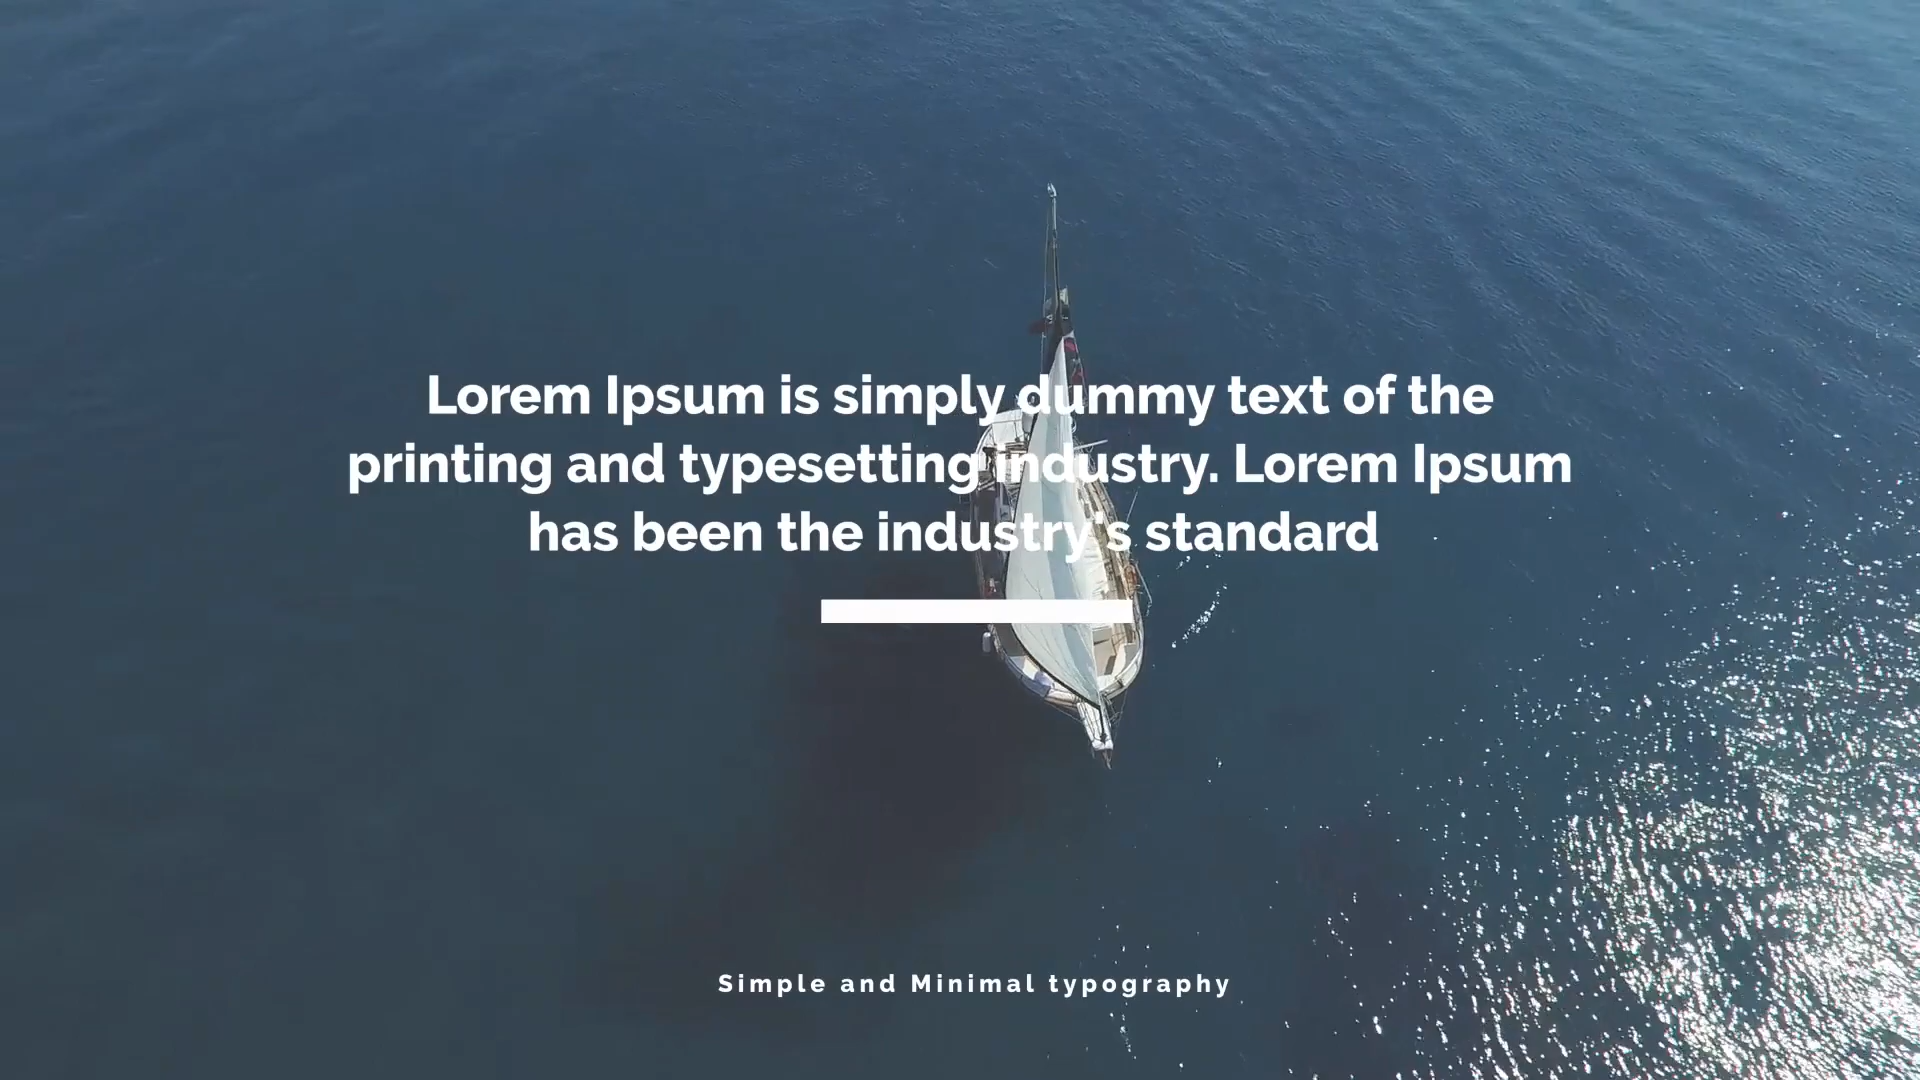 Lorem Ipsum is simply dummy text of the
printing and typesetting industry. Lorem Ipsum
has been the industry's standard
Simple and Minimal typography